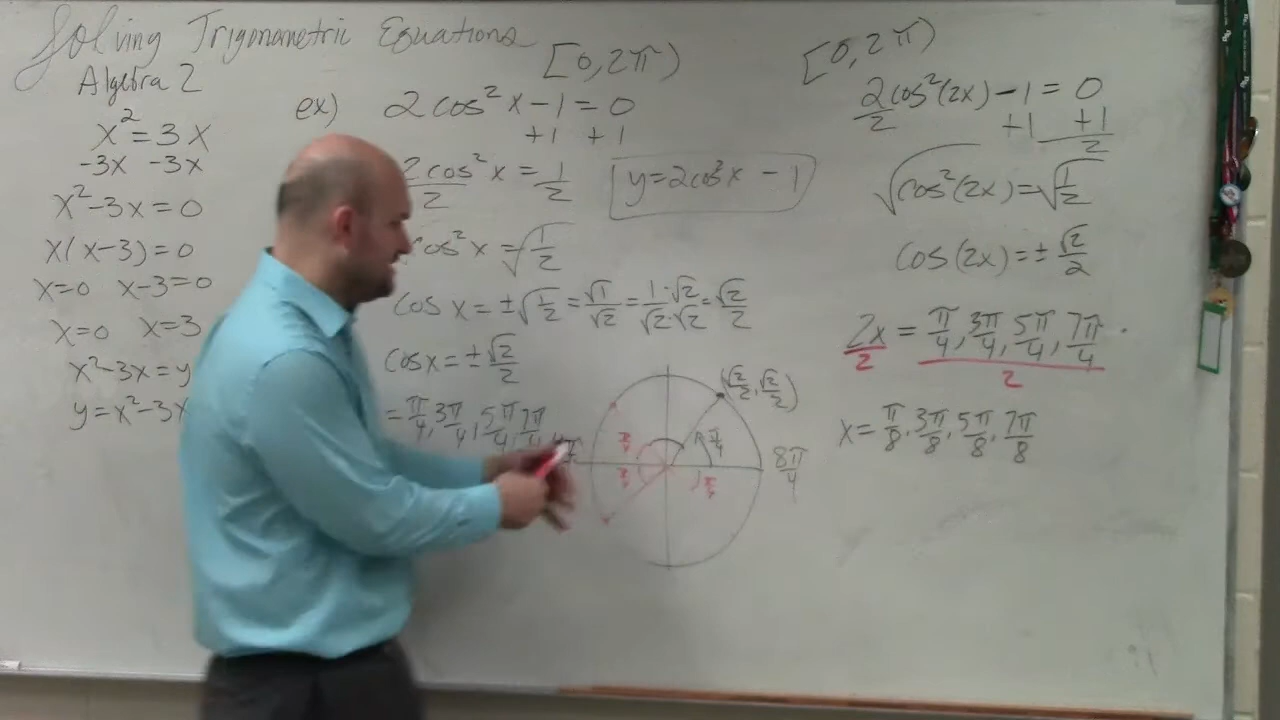 Solving Trigonometric Equations
Algebra 2
x² = 3x
-3x -3x
x² - 3x = 0
x(x-3) = 0
x=0 x-3=0
x=0 x=3
x²-3x=y
y=x²-3x
[0,2π)
ex) 2cos²x - 1 = 0
+1 +1
2cos²x/2 = 1/2
y=2cos²x - 1
cos²x = √1/2
cos x = ±√1/2 = √1/√2 = 1·√2/√2·√2 = √2/2
cos x = ± √2/2
= π/4, 3π/4, 5π/4, 7π/4
(√2/2, √2/2)
π/4
π/4
π/4
π/4
8π/4
[0,2π)
2cos²(2x) - 1 = 0
2 +1 +1
2
√cos²(2x) = √1/2
cos(2x) = ± √2/2
2x/2 = π/4, 3π/4, 5π/4, 7π/4
2
x = π/8, 3π/8, 5π/8, 7π/8